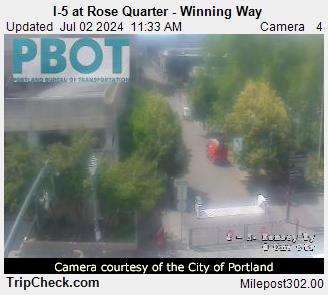 I-5 at Rose Quarter - Winning Way
Updated Jul 02 2024 11:33 AM Camera 4
PBOT
PORTLAND BUREAU OF TRANSPORTATION
Camera courtesy of the City of Portland
TripCheck.com Milepost302.00